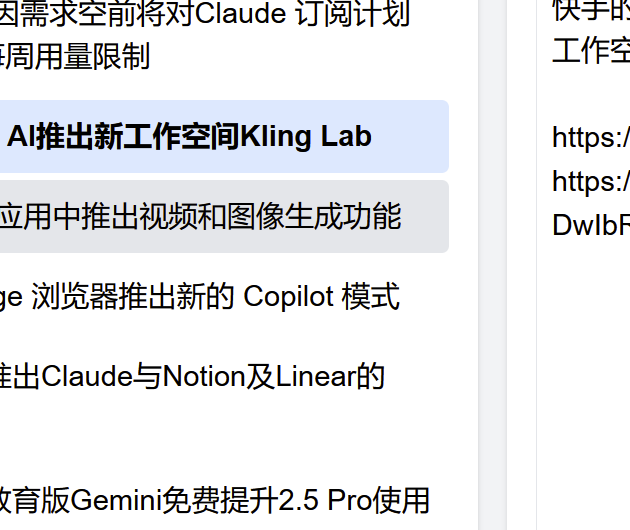 因需求空前将对Claude 订阅计划
每周用量限制
AI推出新工作空间Kling Lab
应用中推出视频和图像生成功能
ge 浏览器推出新的 Copilot 模式
推出Claude与Notion及Linear的
教育版Gemini免费提升2.5 Pro使用
快手的
工作空
https:/
https:/
DwIbR